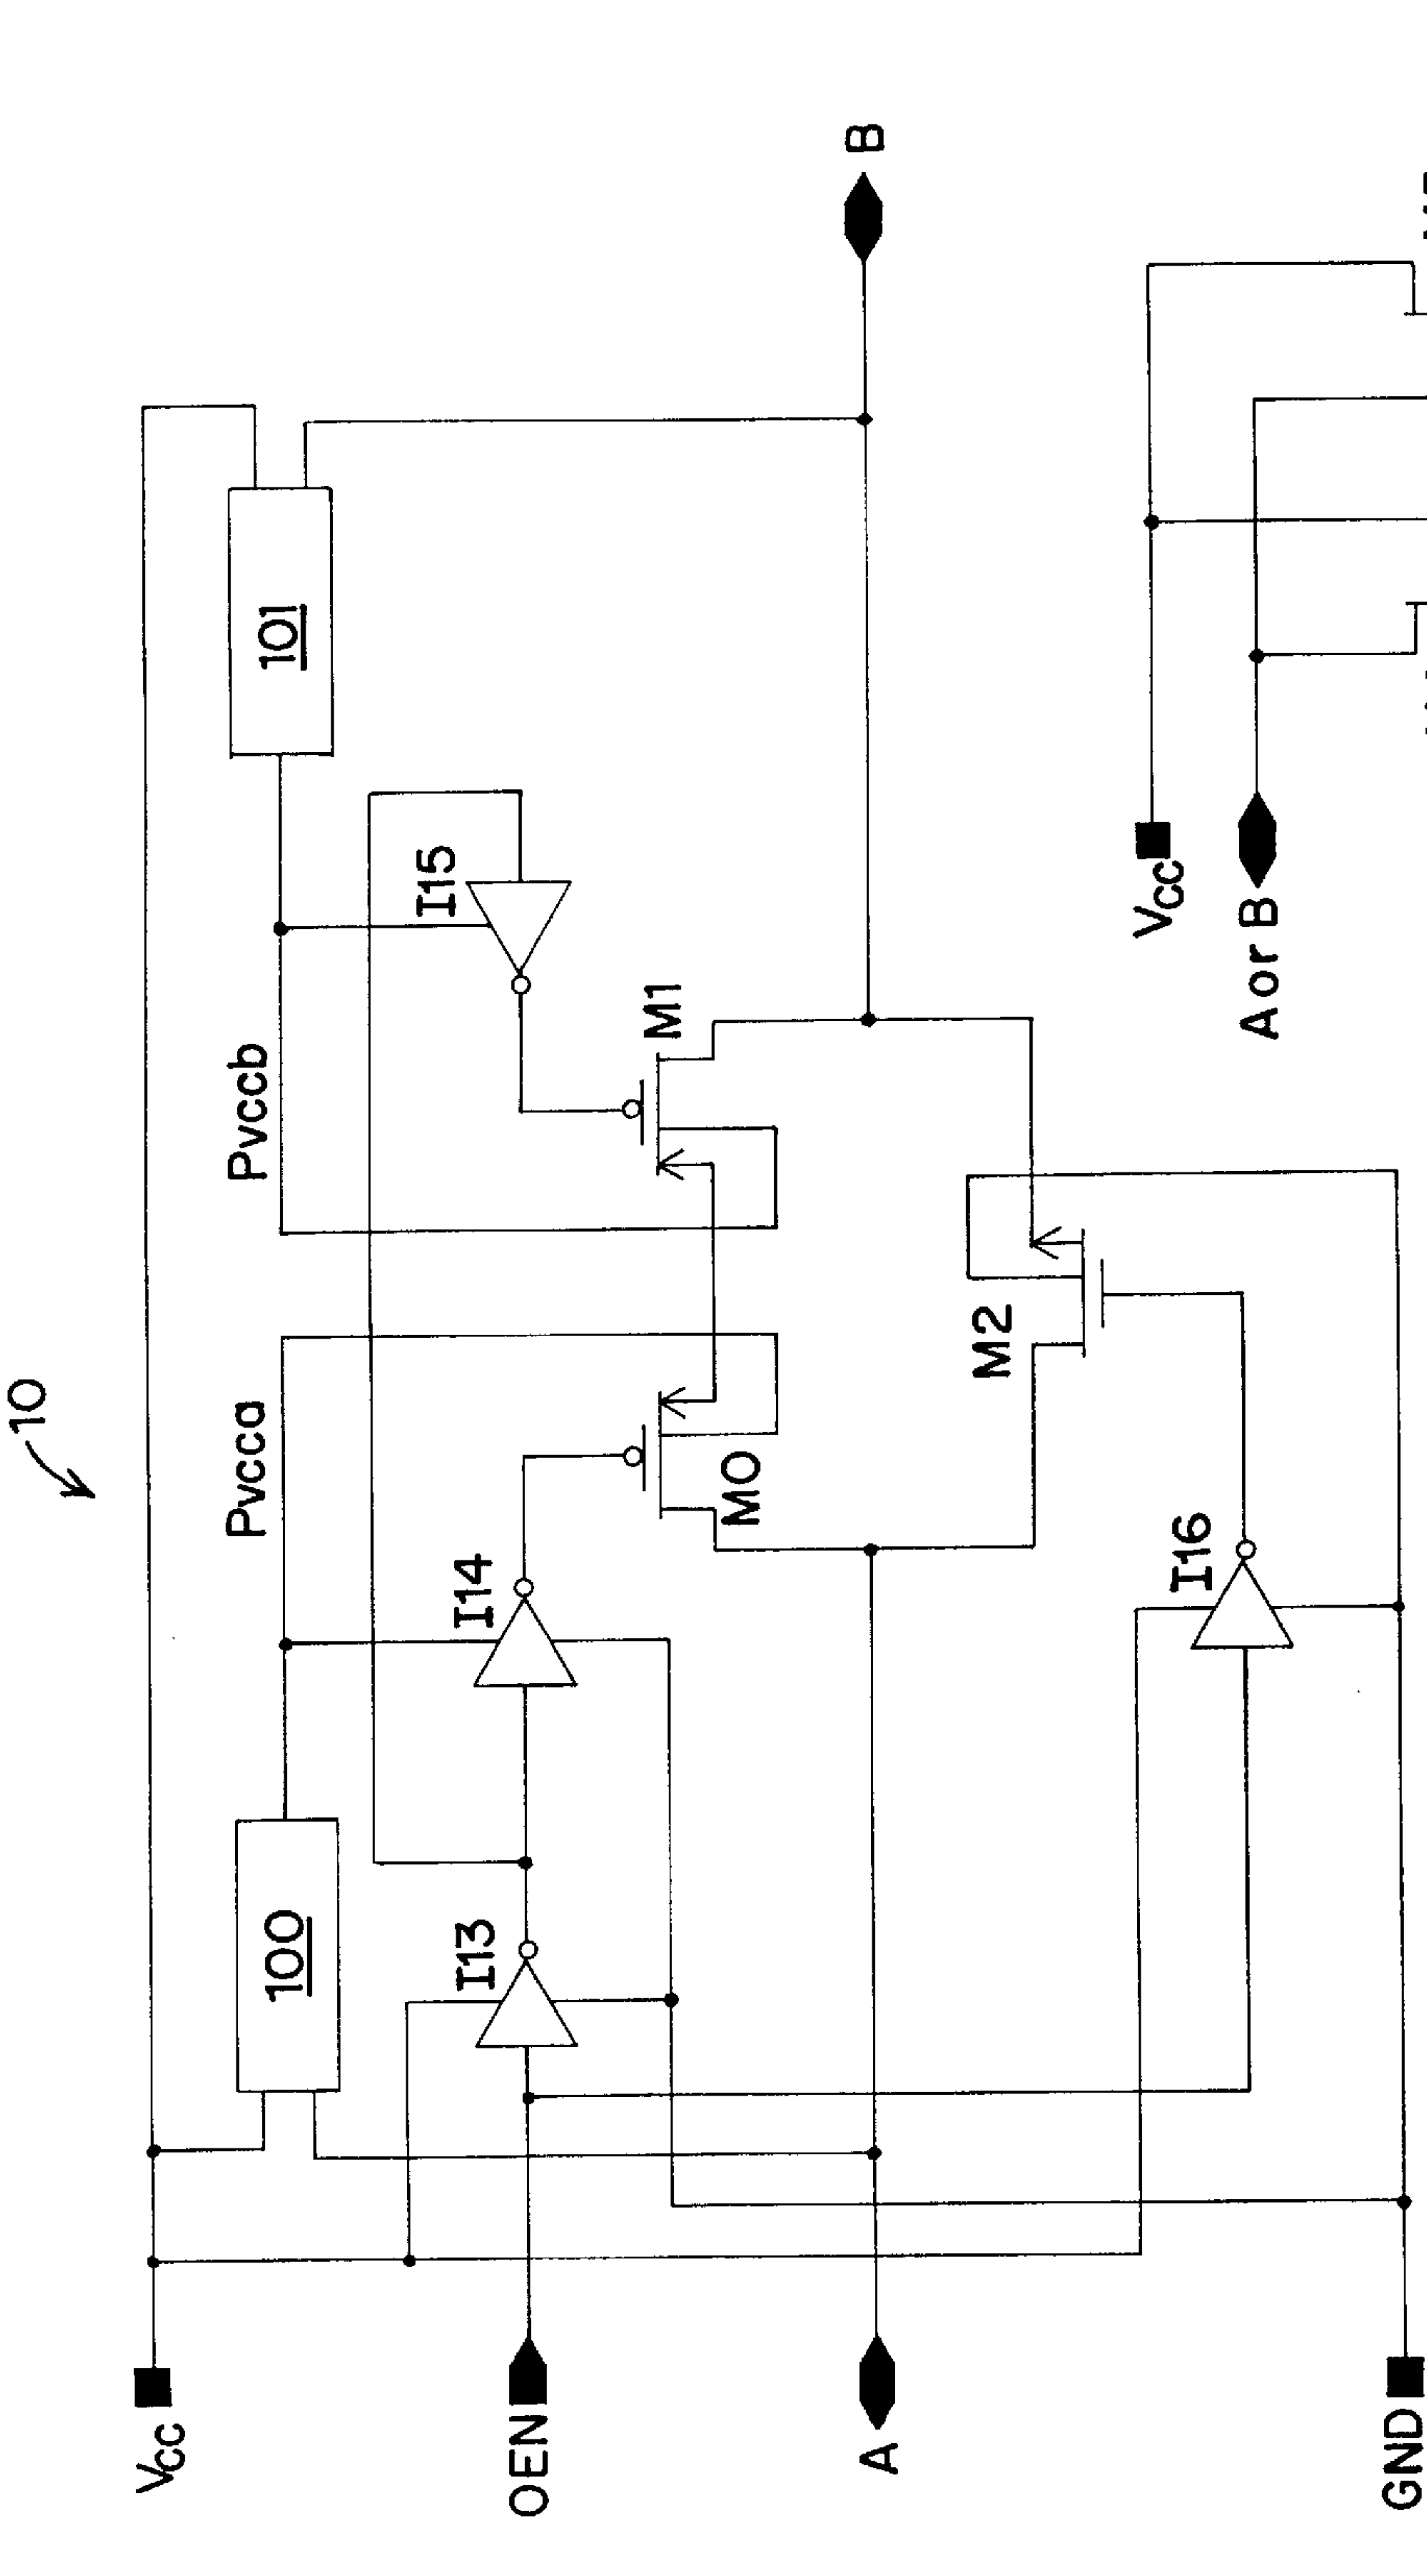 10
Vcc
100
Pvcca
Pvccb
101
I13
I14
I15
OEN
M0
M1
A
B
M2
I16
GND
Vcc
A or B